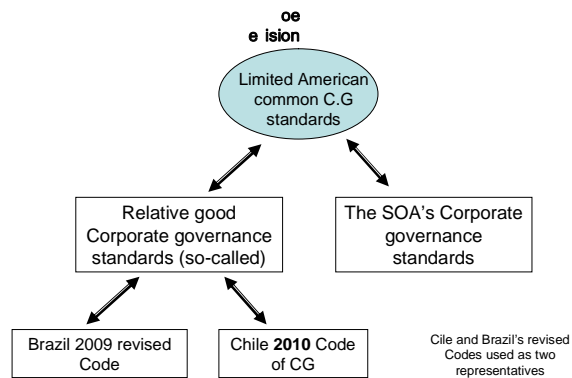 oe
e ision
Limited American
common C.G
standards
Relative good
Corporate governance
standards (so-called)
The SOA's Corporate
governance
standards
Brazil 2009 revised
Code
Chile 2010 Code
of CG
Cile and Brazil's revised
Codes used as two
representatives